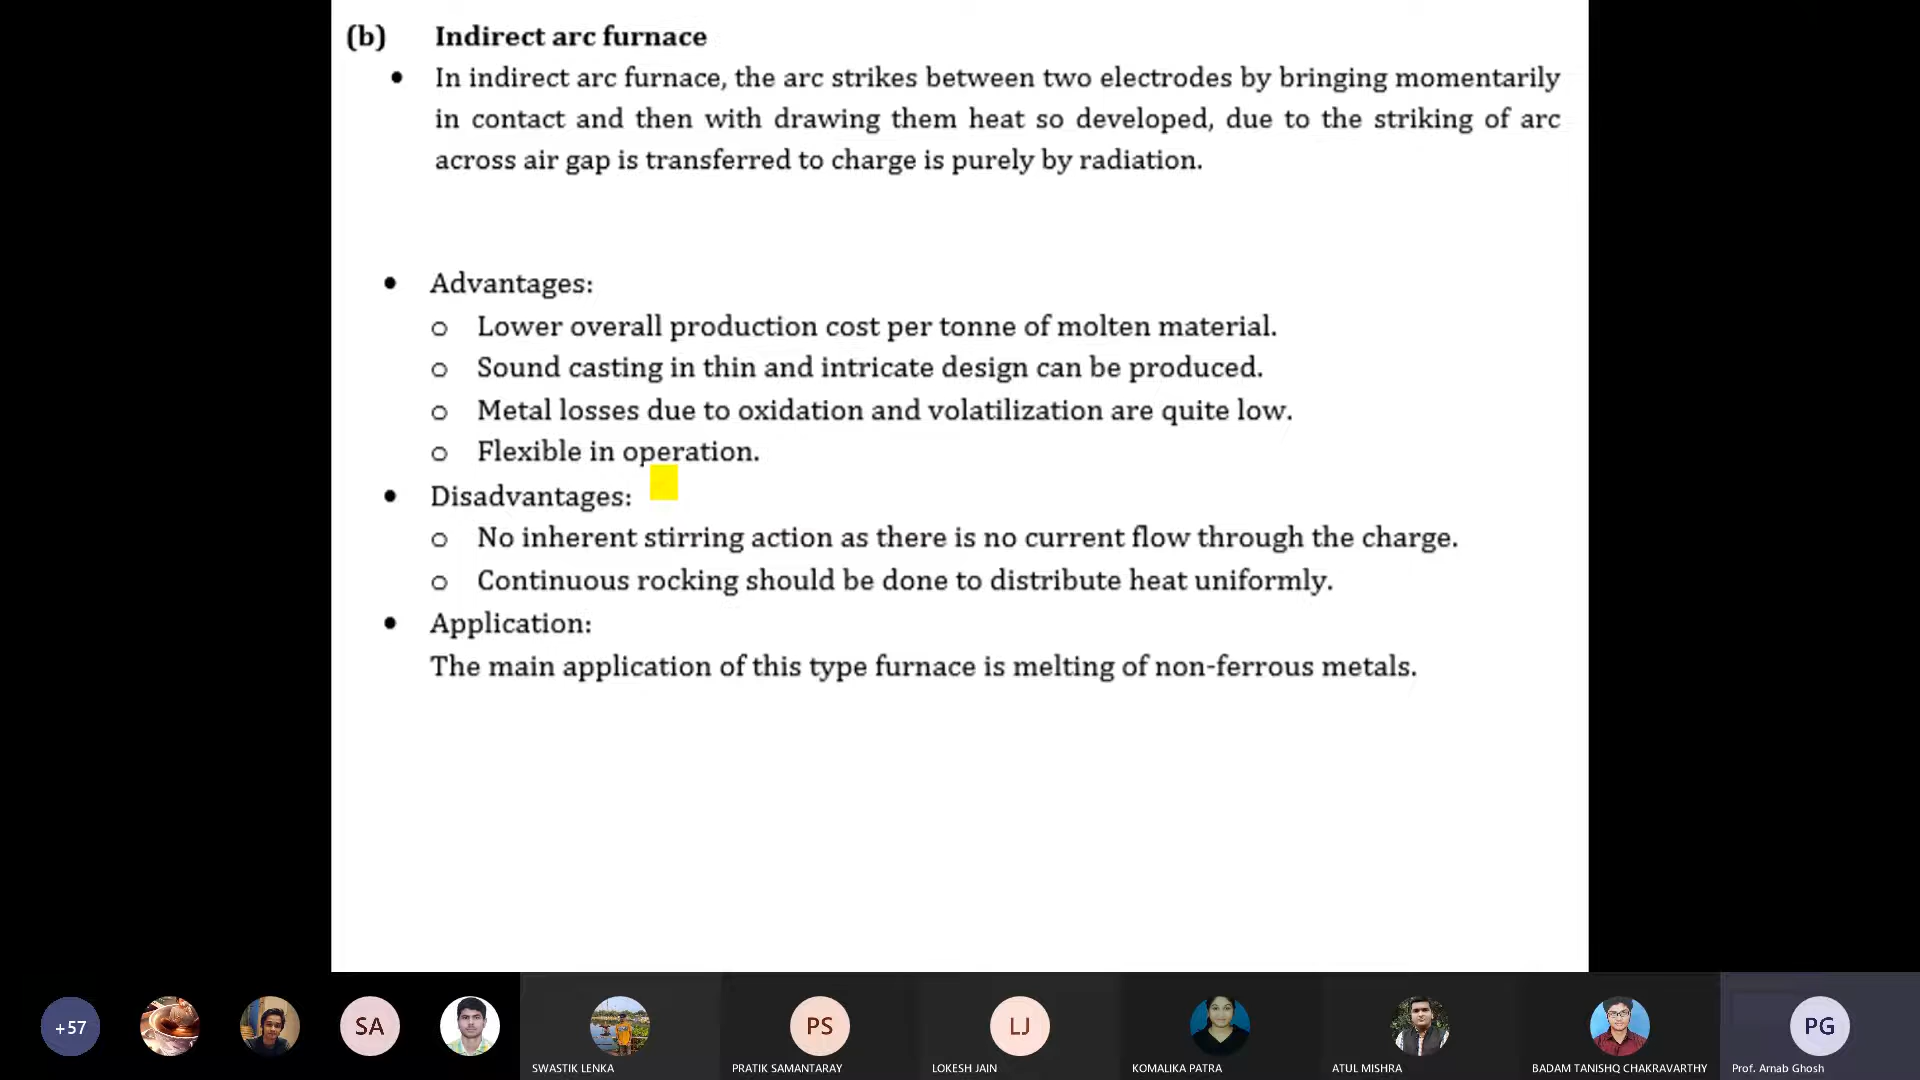 (b) Indirect arc furnace
• In indirect arc furnace, the arc strikes between two electrodes by bringing momentarily
in contact and then with drawing them heat so developed, due to the striking of arc
across air gap is transferred to charge is purely by radiation.
• Advantages:
o Lower overall production cost per tonne of molten material.
o Sound casting in thin and intricate design can be produced.
o Metal losses due to oxidation and volatilization are quite low.
o Flexible in operation.
• Disadvantages:
o No inherent stirring action as there is no current flow through the charge.
o Continuous rocking should be done to distribute heat uniformly.
• Application:
The main application of this type furnace is melting of non-ferrous metals.
+57 SA PS LJ PG
SWASTIK LENKA PRATIK SAMANTARAY LOKESH JAIN KOMALIKA PATRA ATUL MISHRA BADAM TANISHQ CHAKRAVARTHY Prof. Arnab Ghosh